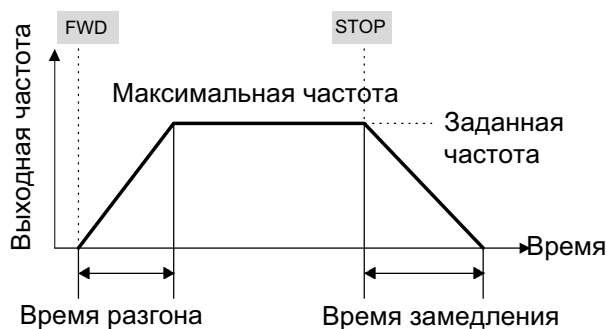 FWD
STOP
Выходная частота
Максимальная частота
Заданная
частота
Время
Время разгона
Время замедления